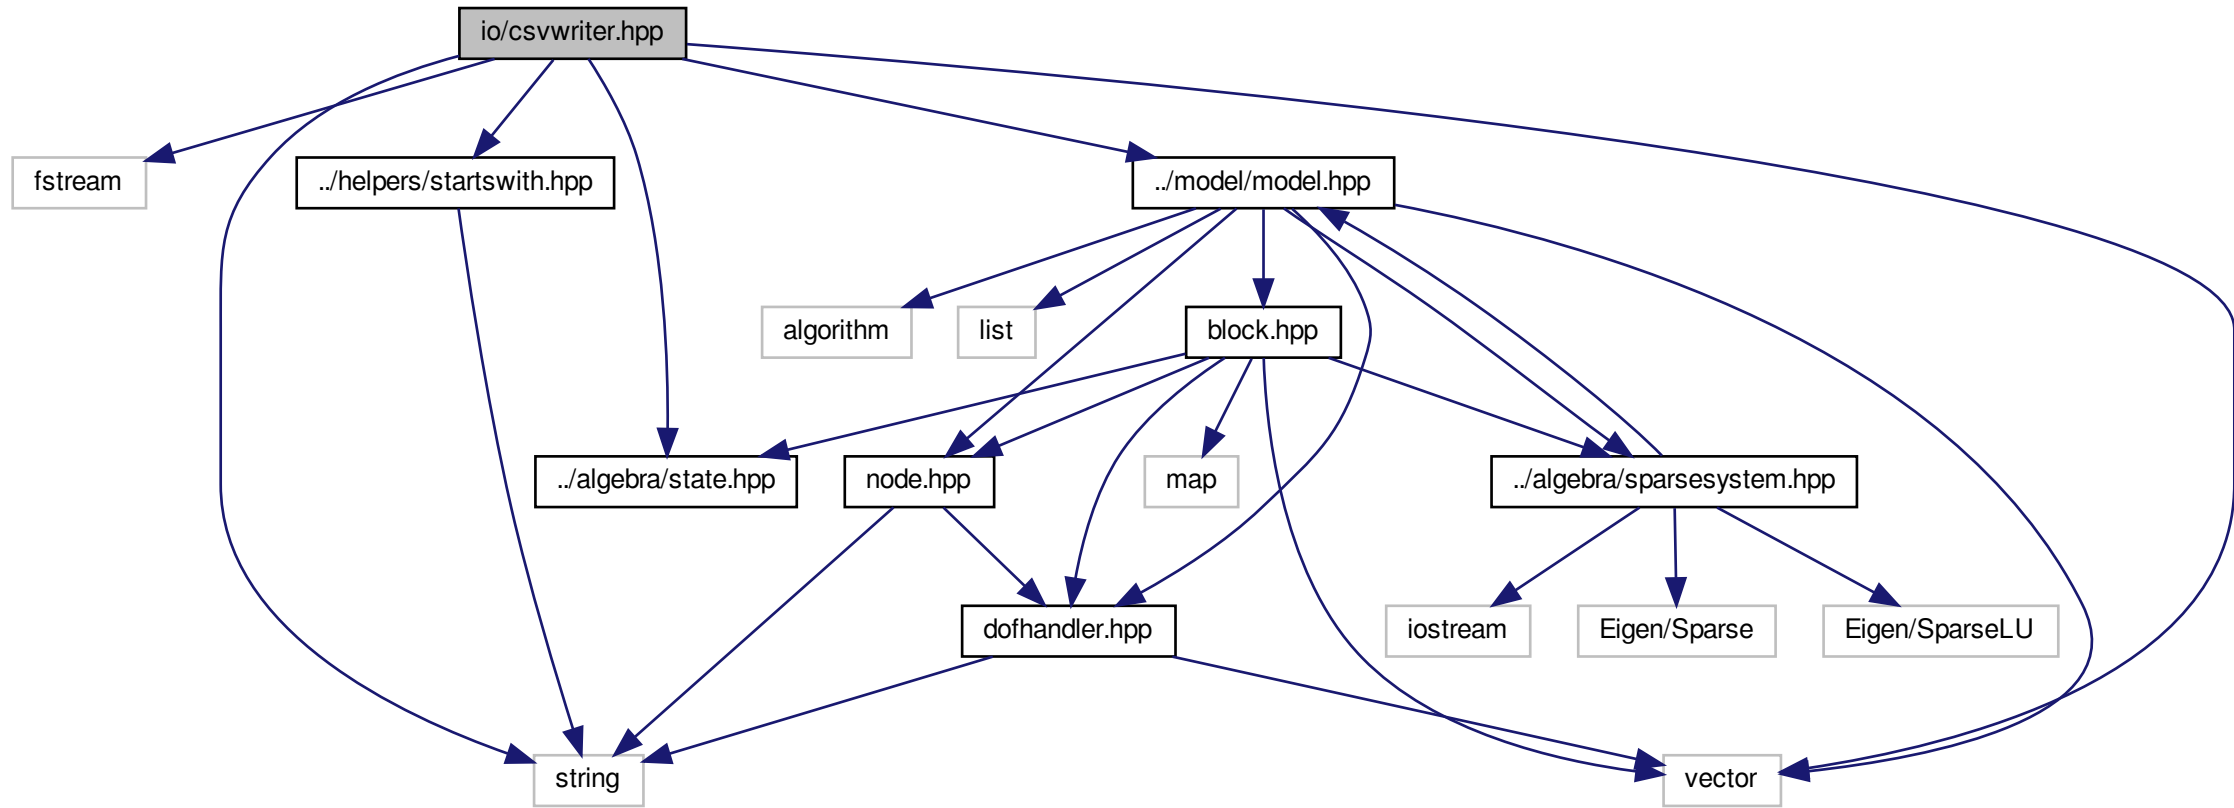 io/csvwriter.hpp
fstream
../helpers/startswith.hpp
../model/model.hpp
algorithm
list
block.hpp
../algebra/state.hpp
node.hpp
map
../algebra/sparsesystem.hpp
dofhandler.hpp
iostream
Eigen/Sparse
Eigen/SparseLU
string
vector